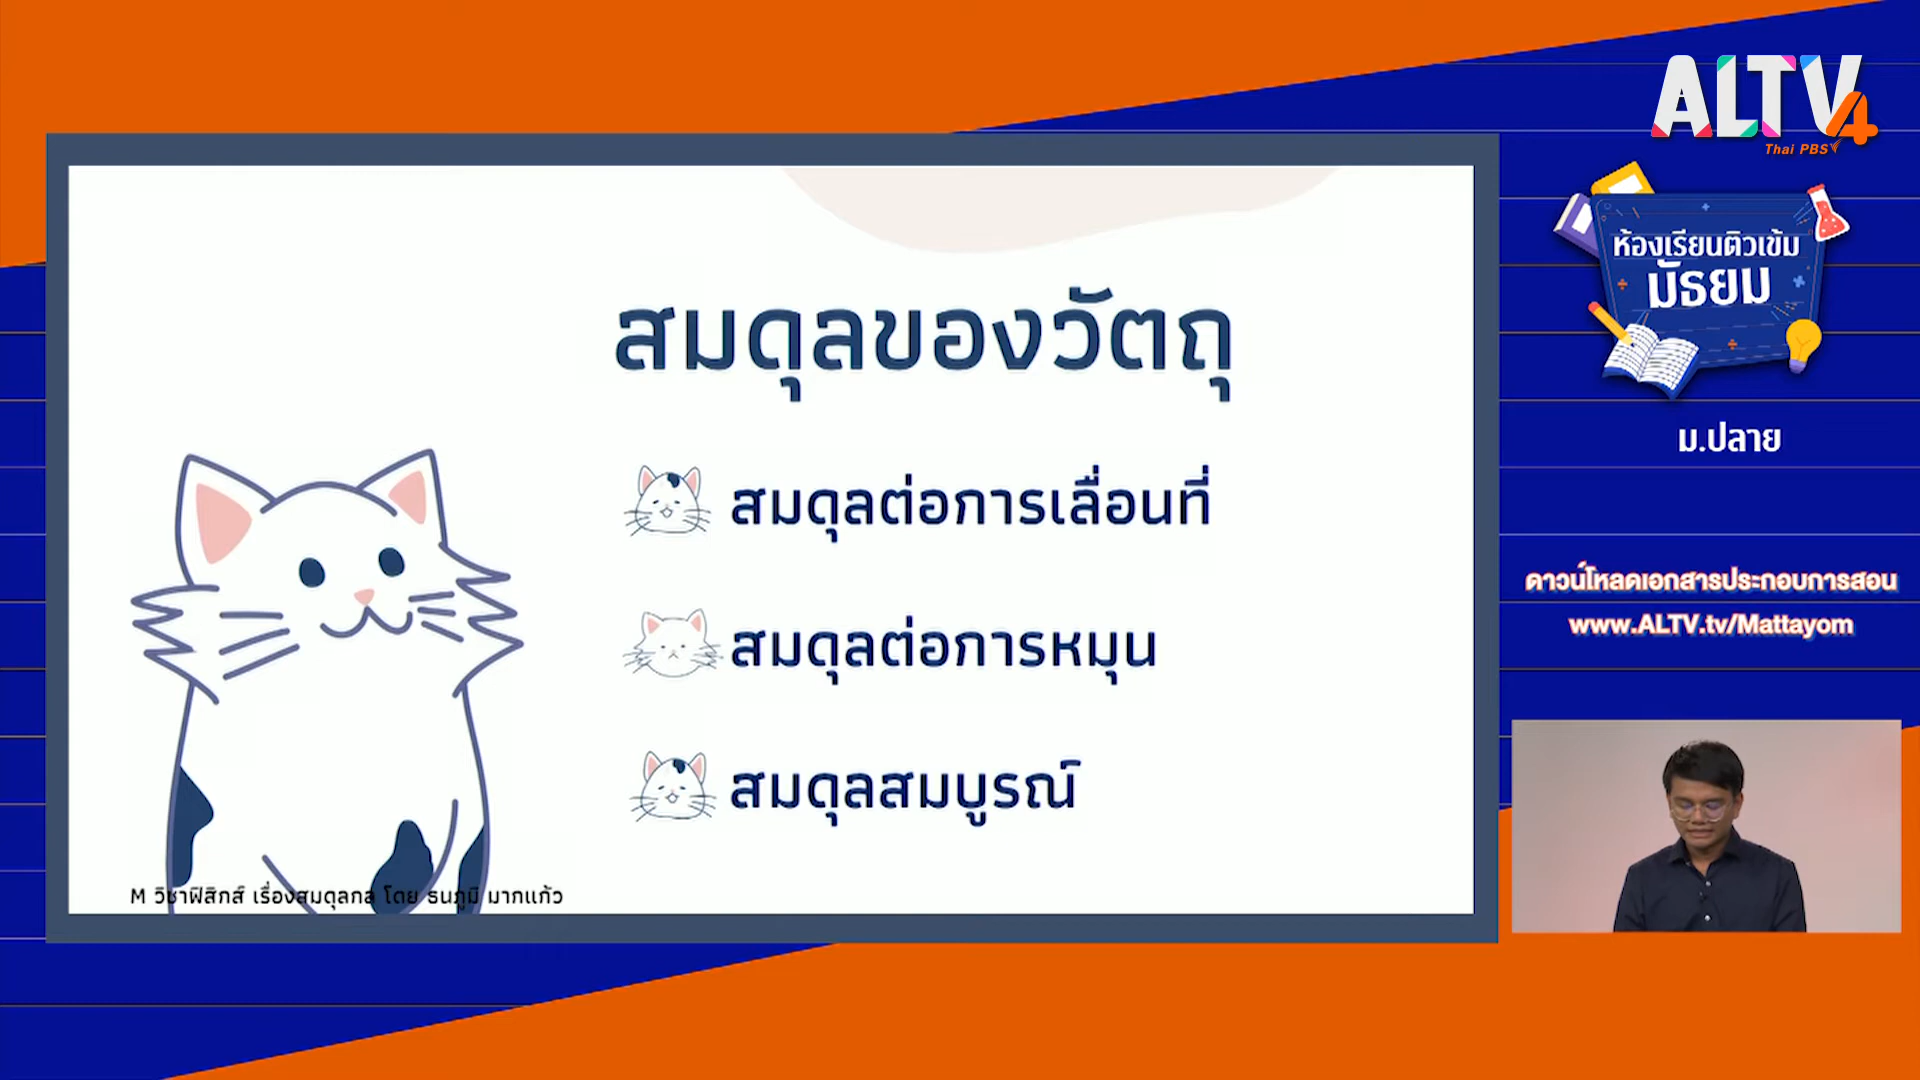 ALTV4
Thai PBS
ห้องเรียนติวเข้ม
มัธยม
ม.ปลาย
สมดุลของวัตถุ
สมดุลต่อการเลื่อนที่
สมดุลต่อการหมุน
สมดุลสมบูรณ์
M วิชาฟิสิกส์ เรื่องสมดุลกล โดย ธนภูมิ มากแก้ว
ดาวน์โหลดเอกสารประกอบการสอน
www.ALTV.tv/Mattayom